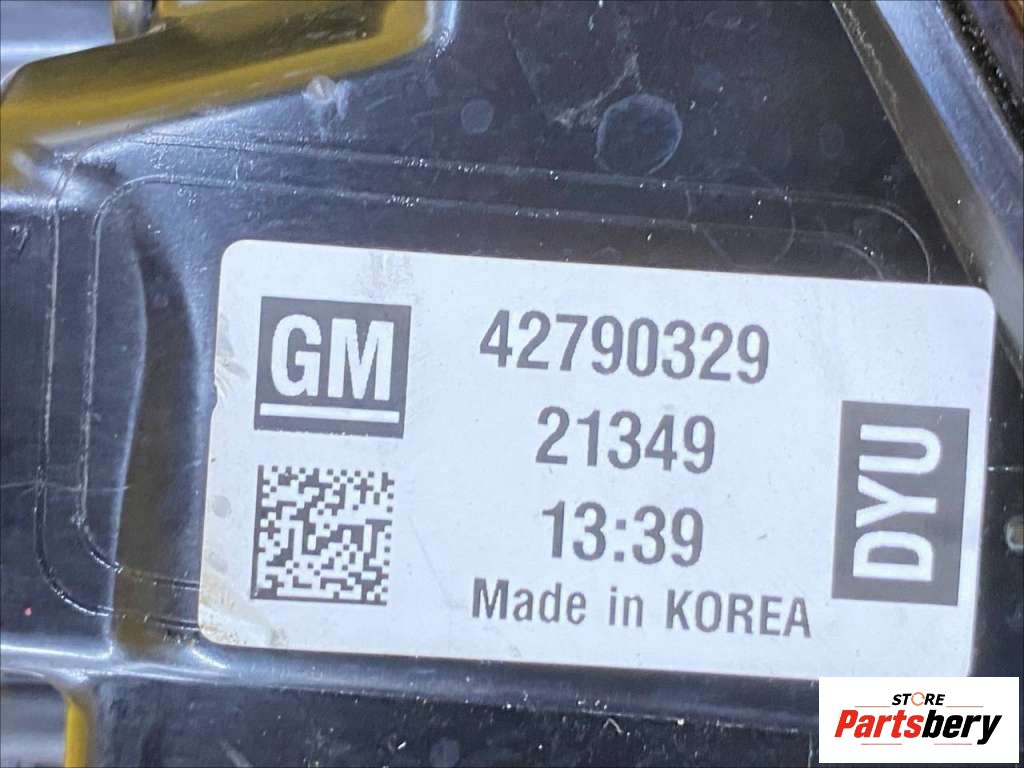 GM
42790329
21349
13:39
Made in KOREA
DYU
STORE
Partsbery